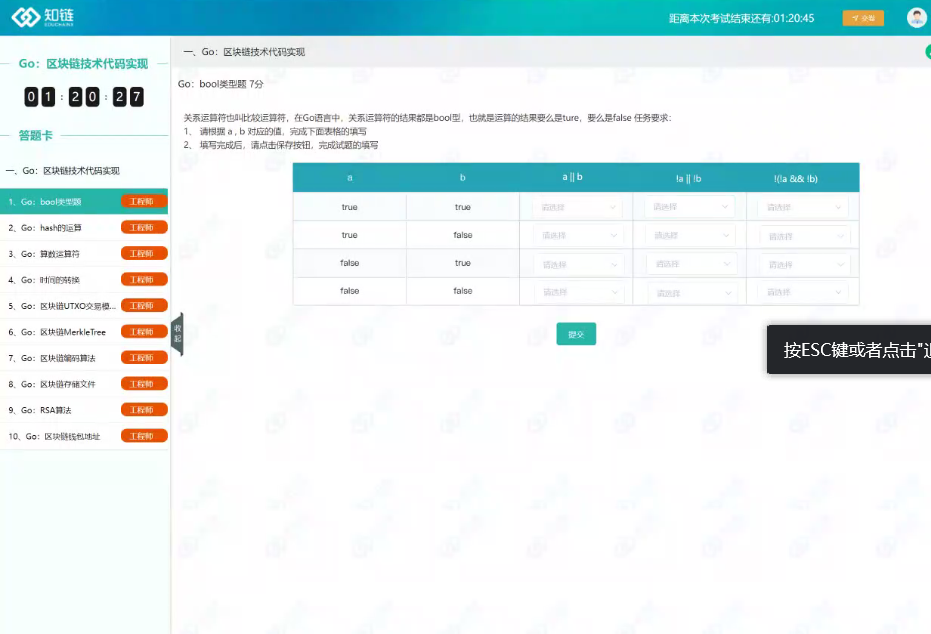 知链
距离本次考试结束还有:01:20:45
一、Go：区块链技术代码实现
Go：区块链技术代码实现
01:20:27
答题卡
一、Go：区块链技术代码实现
1、Go：bool类型题 工程师
2、Go：hash的运算 工程师
3、Go：算数运算符 工程师
4、Go：时间的转换 工程师
5、Go：区块链UTXO交易模... 工程师
6、Go：区块链MerkleTree 工程师
7、Go：区块链编码算法 工程师
8、Go：区块链存储文件 工程师
9、Go：RSA算法 工程师
10、Go：区块链钱包地址 工程师
收起
Go：bool类型题 7分
关系运算符也叫比较运算符，在Go语言中，关系运算符的结果都是bool型，也就是运算的结果要么是ture，要么是false 任务要求：
1、 请根据 a , b 对应的值，完成下面表格的填写
2、 填写完成后，请点击保存按钮，完成试题的填写
a b a || b !a || !b !(!a && !b)
true true 请选择 请选择 请选择
true false 请选择 请选择 请选择
false true 请选择 请选择 请选择
false false 请选择 请选择 请选择
提交
按ESC键或者点击"退